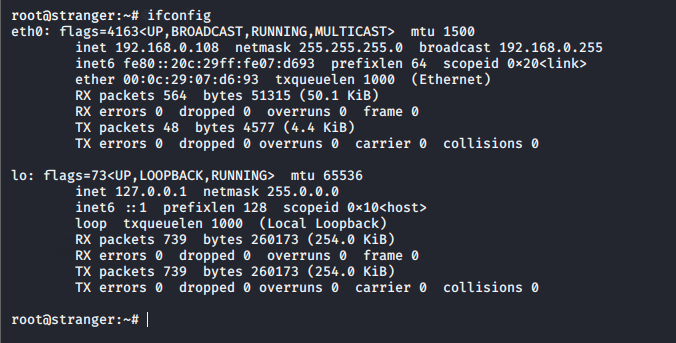 root@stranger:~# ifconfig
eth0: flags=4163<UP,BROADCAST,RUNNING,MULTICAST>  mtu 1500
        inet 192.168.0.108  netmask 255.255.255.0  broadcast 192.168.0.255
        inet6 fe80::20c:29ff:fe07:d693  prefixlen 64  scopeid 0×20<link>
        ether 00:0c:29:07:d6:93  txqueuelen 1000  (Ethernet)
        RX packets 564  bytes 51315 (50.1 KiB)
        RX errors 0  dropped 0  overruns 0  frame 0
        TX packets 48  bytes 4577 (4.4 KiB)
        TX errors 0  dropped 0 overruns 0  carrier 0  collisions 0

lo: flags=73<UP,LOOPBACK,RUNNING>  mtu 65536
        inet 127.0.0.1  netmask 255.0.0.0
        inet6 ::1  prefixlen 128  scopeid 0×10<host>
        loop  txqueuelen 1000  (Local Loopback)
        RX packets 739  bytes 260173 (254.0 KiB)
        RX errors 0  dropped 0  overruns 0  frame 0
        TX packets 739  bytes 260173 (254.0 KiB)
        TX errors 0  dropped 0 overruns 0  carrier 0  collisions 0

root@stranger:~#